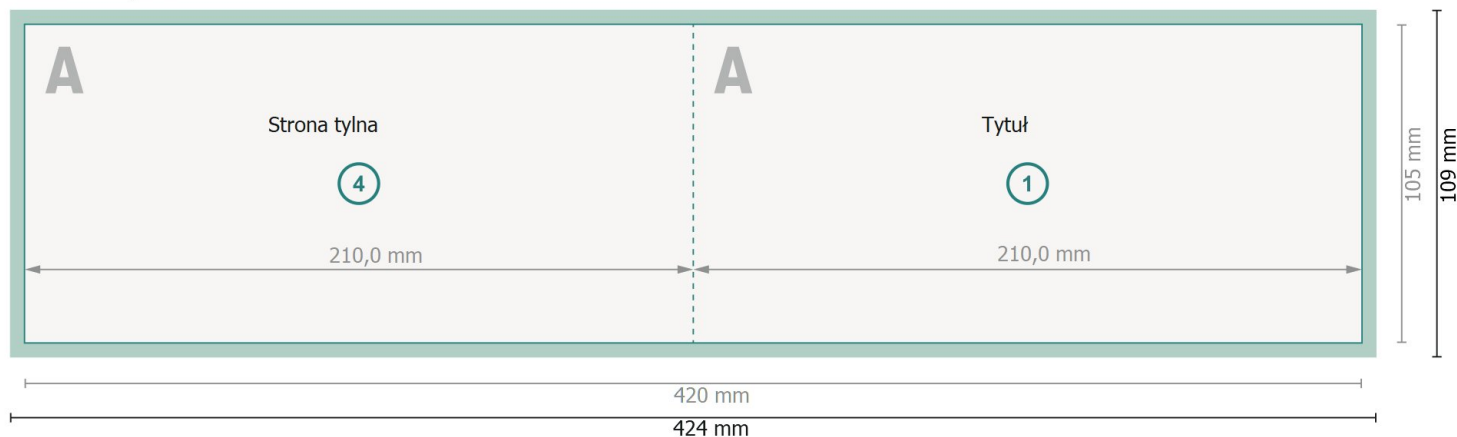 A
A
Strona tylna
Tytuł
4
1
210,0 mm
210,0 mm
105 mm
109 mm
420 mm
424 mm